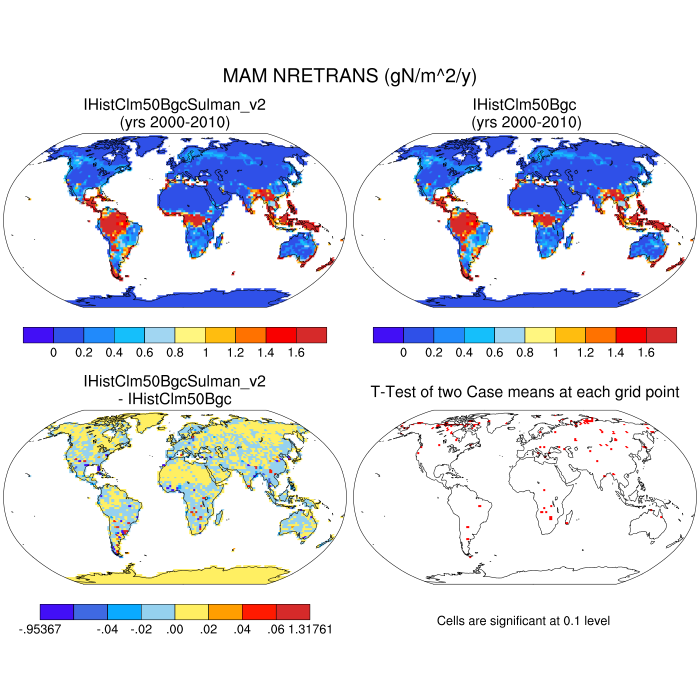 MAM NRETRANS (gN/m^2/y)
IHistClm50BgcSulman_v2
(yrs 2000-2010)
IHistClm50Bgc
(yrs 2000-2010)
0 0.2 0.4 0.6 0.8 1 1.2 1.4 1.6
0 0.2 0.4 0.6 0.8 1 1.2 1.4 1.6
IHistClm50BgcSulman_v2
- IHistClm50Bgc
T-Test of two Case means at each grid point
-.95367 -.04 -.02 .00 .02 .04 .06 1.31761
Cells are significant at 0.1 level